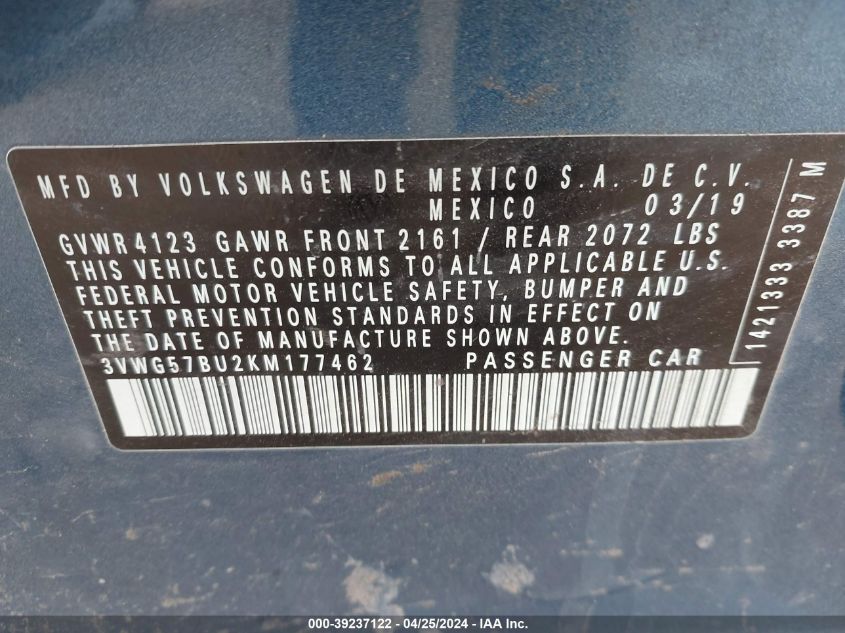 MFD BY VOLKSWAGEN DE MEXICO S.A. DE C.V.
MEXICO 03/19
GVWR4123 GAWR FRONT 2161 / REAR 2072 LBS
THIS VEHICLE CONFORMS TO ALL APPLICABLE U.S.
FEDERAL MOTOR VEHICLE SAFETY, BUMPER AND
THEFT PREVENTION STANDARDS IN EFFECT ON
THE DATE OF MANUFACTURE SHOWN ABOVE.
3VWG57BU2KM177462 PASSENGER CAR
1421333 3387 M
000-39237122 - 04/25/2024 - IAA Inc.